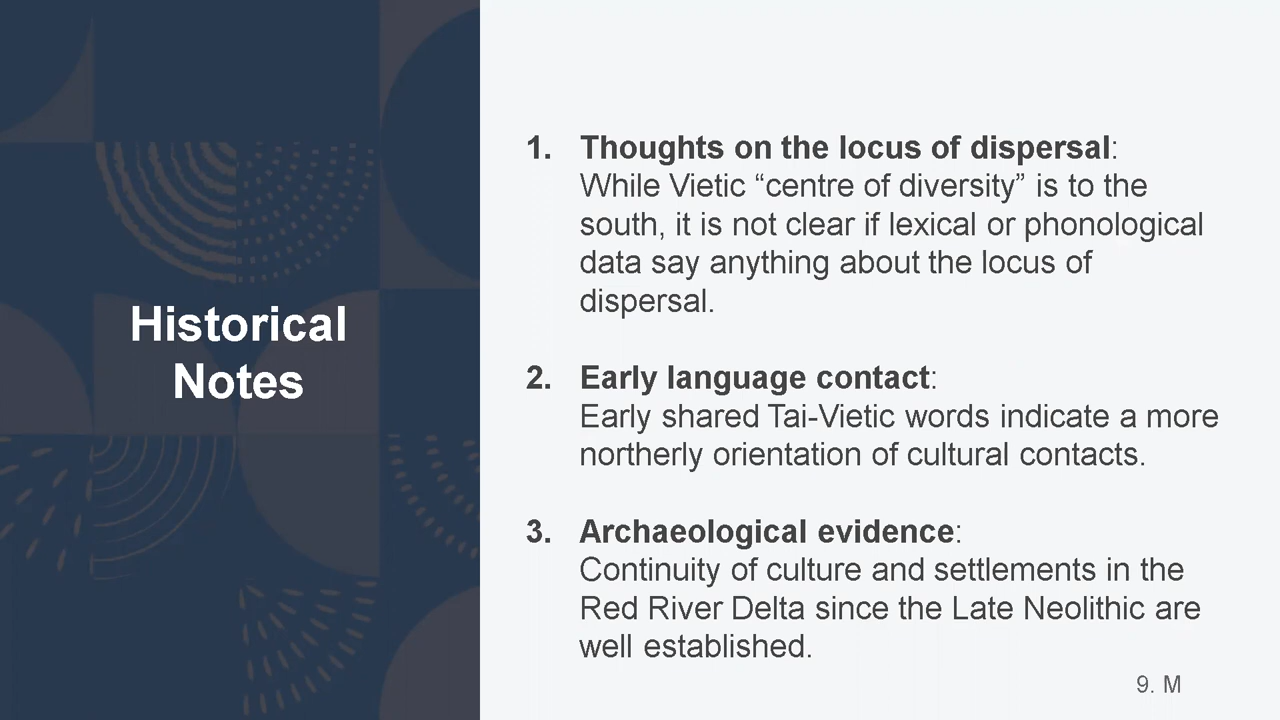 Historical
Notes
1. Thoughts on the locus of dispersal:
While Vietic “centre of diversity” is to the
south, it is not clear if lexical or phonological
data say anything about the locus of
dispersal.
2. Early language contact:
Early shared Tai-Vietic words indicate a more
northerly orientation of cultural contacts.
3. Archaeological evidence:
Continuity of culture and settlements in the
Red River Delta since the Late Neolithic are
well established.
9. M